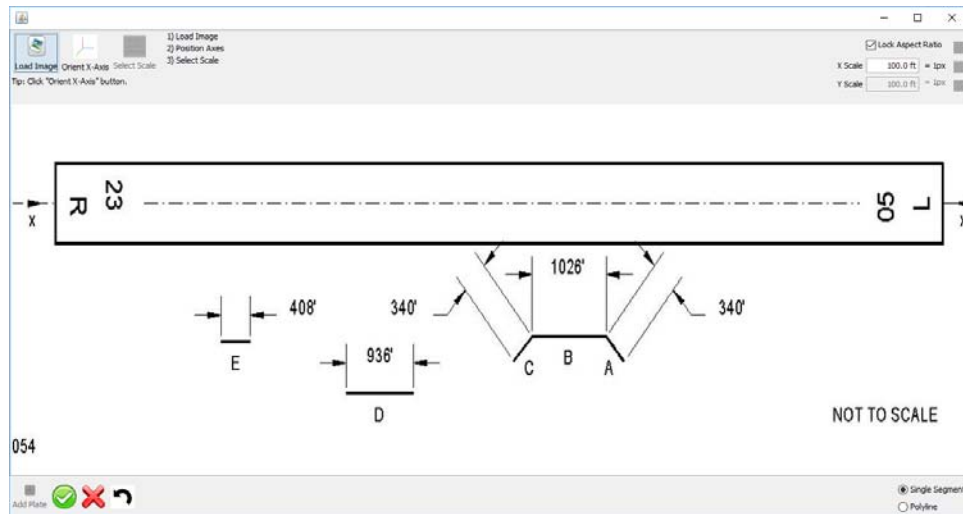 1) Load Image
2) Position Axes
3) Select Scale
Load Image Orient X-Axis Select Scale
Tip: Click "Orient X-Axis" button.
Lock Aspect Ratio
X Scale 100.0 ft = 1px
Y Scale 100.0 ft = 1px
R 23 05 L
X X
1026'
408' 340' 340'
936'
E C B A
D
NOT TO SCALE
054
Add Plate
Single Segment
Polyline